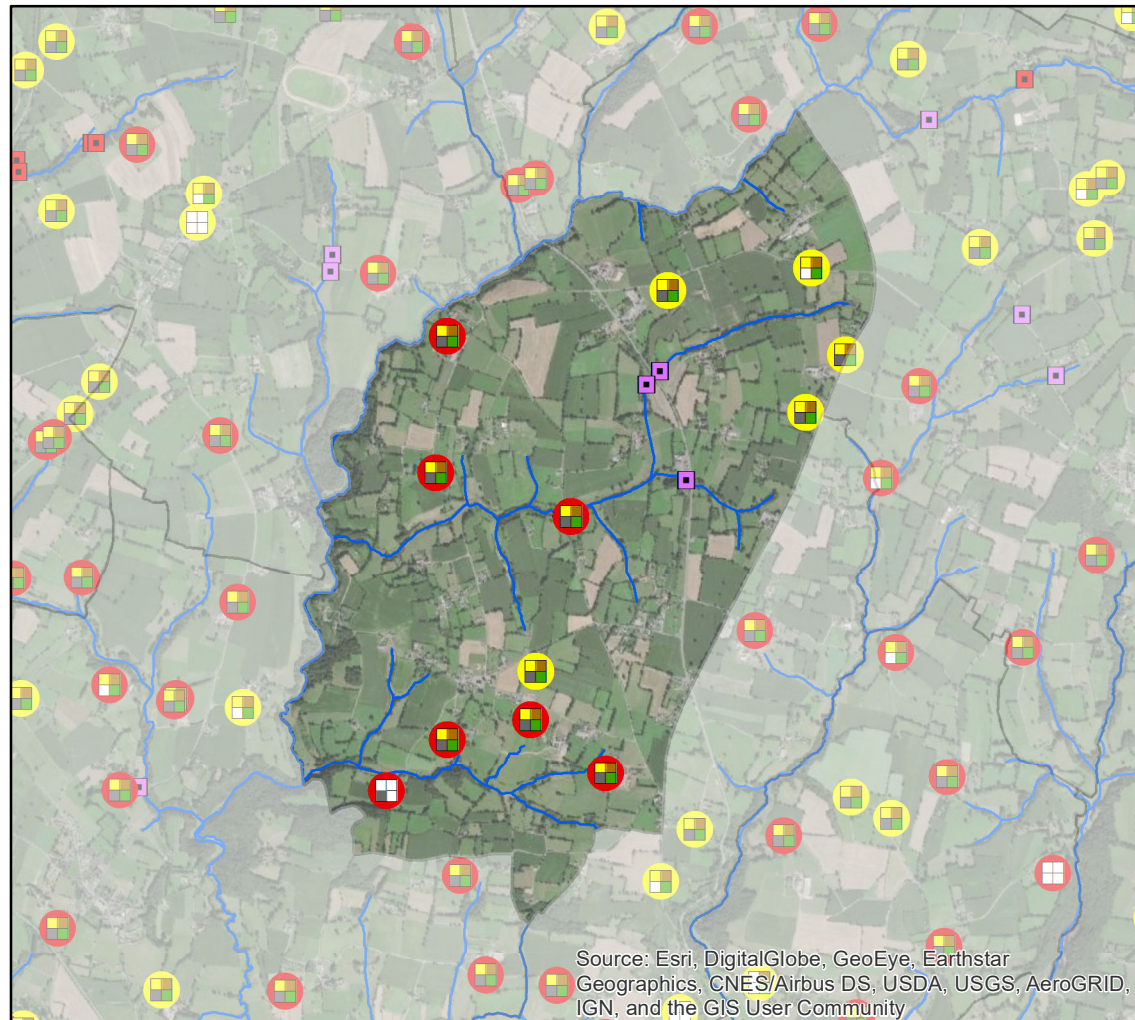 Source: Esri, DigitalGlobe, GeoEye, Earthstar
Geographics, CNES/Airbus DS, USDA, USGS, AeroGRID,
IGN, and the GIS User Community